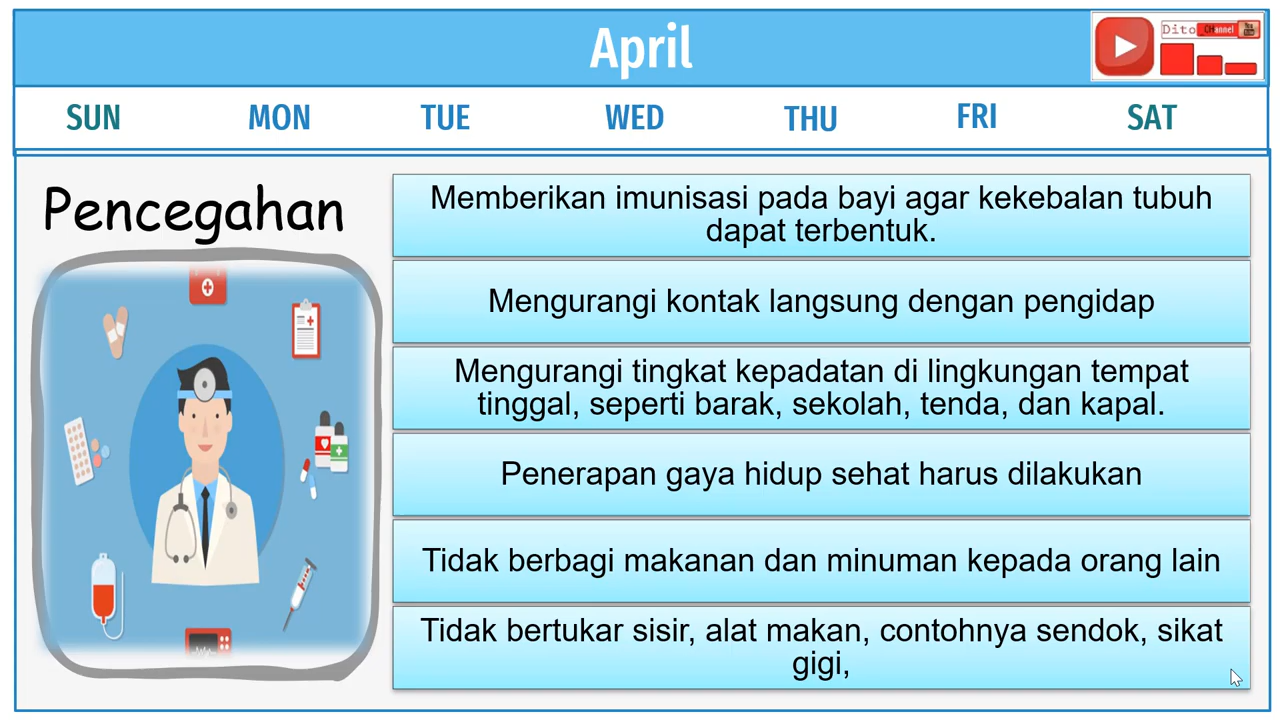 April
Dito CHannel
SUN MON TUE WED THU FRI SAT
Pencegahan
Memberikan imunisasi pada bayi agar kekebalan tubuh
dapat terbentuk.
Mengurangi kontak langsung dengan pengidap
Mengurangi tingkat kepadatan di lingkungan tempat
tinggal, seperti barak, sekolah, tenda, dan kapal.
Penerapan gaya hidup sehat harus dilakukan
Tidak berbagi makanan dan minuman kepada orang lain
Tidak bertukar sisir, alat makan, contohnya sendok, sikat
gigi,